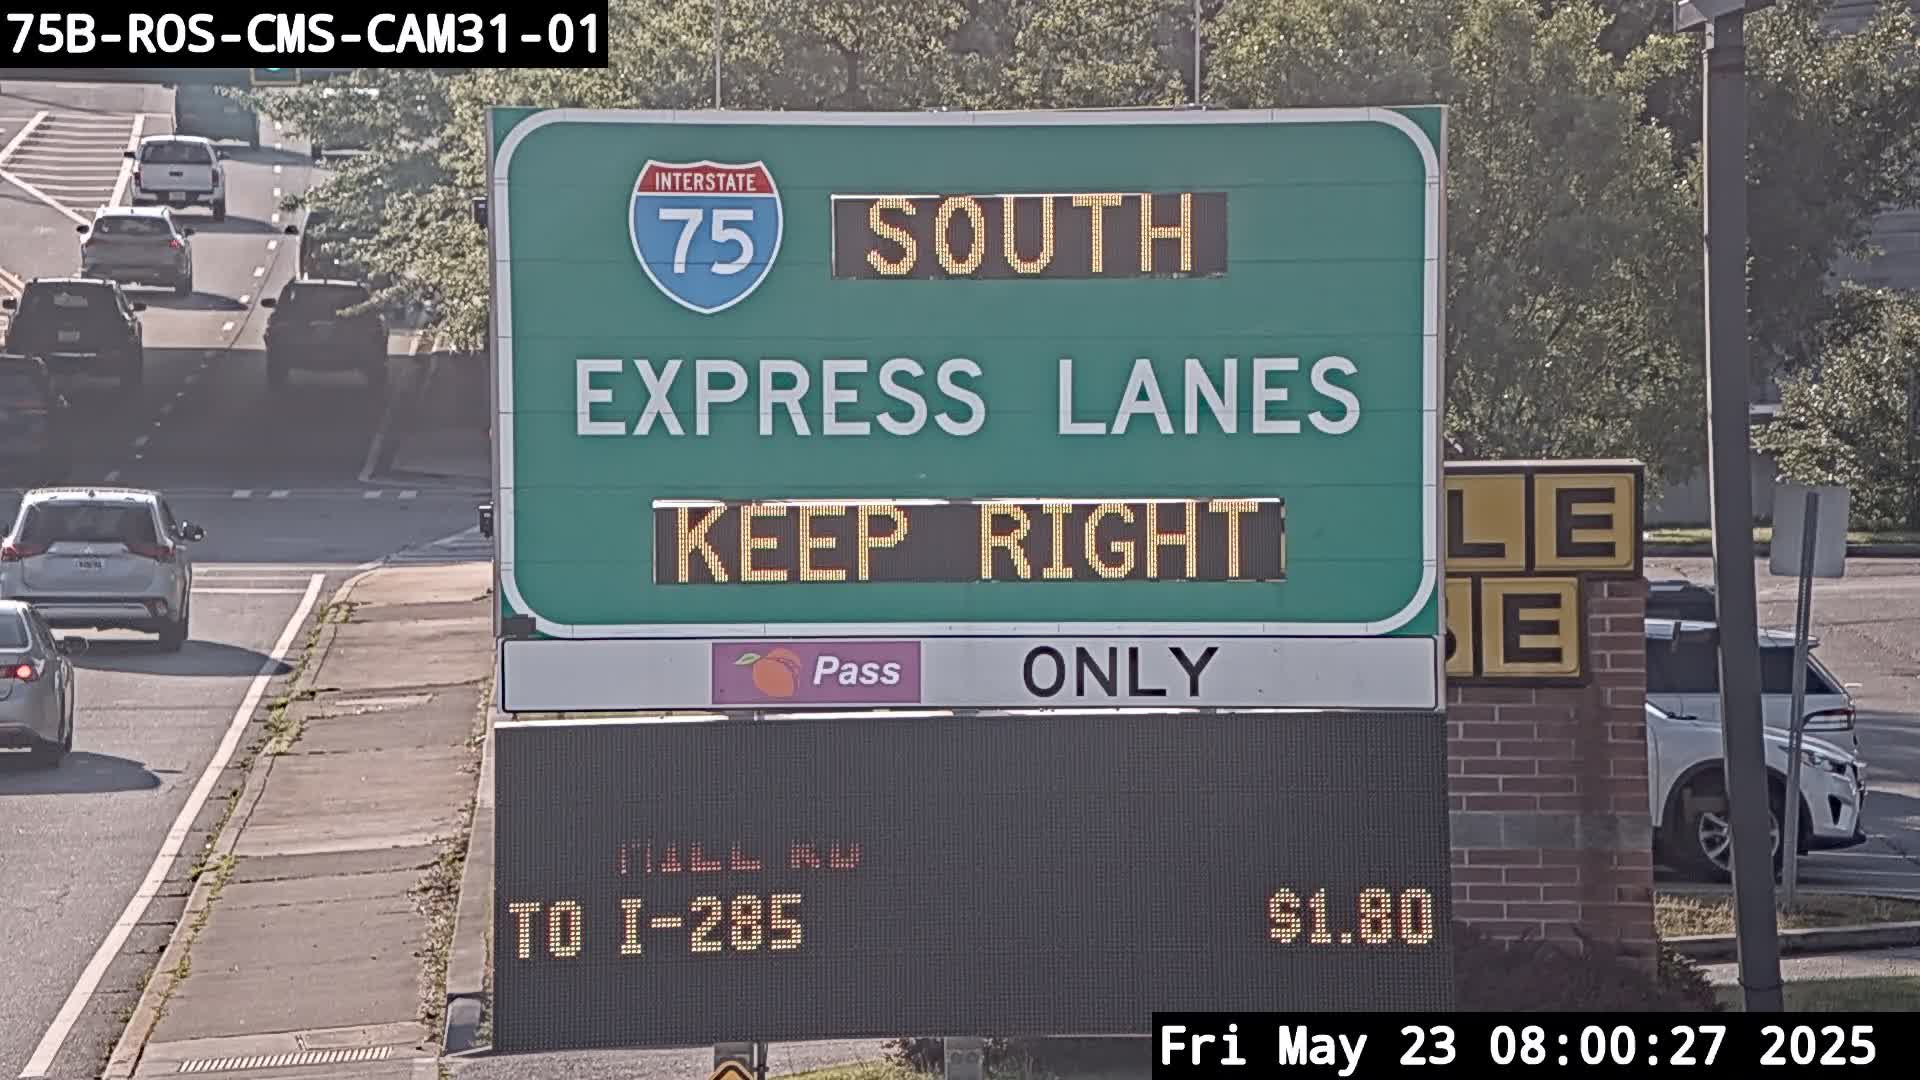 75B-ROS-CMS-CAM31-01
INTERSTATE
75
SOUTH
EXPRESS LANES
KEEP RIGHT
LE
E
Pass ONLY
TO I-285 $1.80
Fri May 23 08:00:27 2025